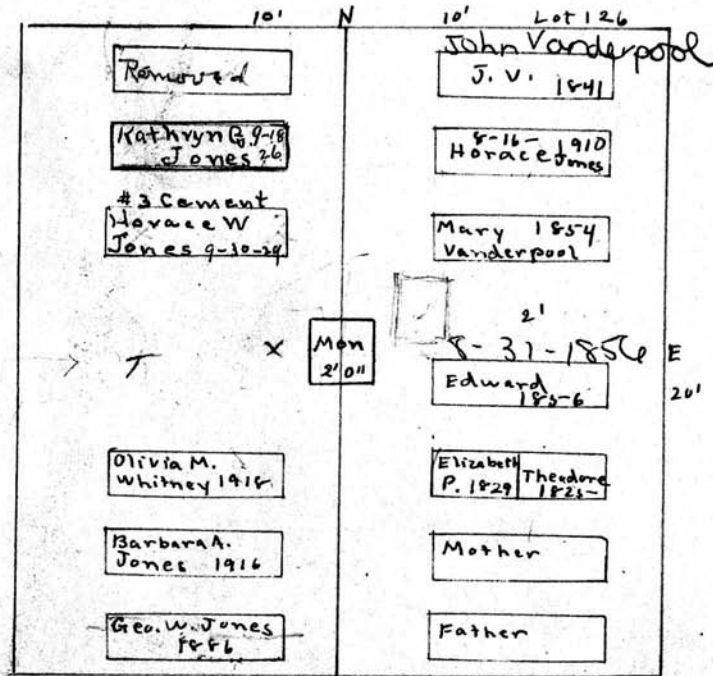 10' N 10' Lot 126
John Vanderpool
Removed
J. V. 1841
Kathryn G. 9-18
Jones 26
8-16- 1910
Horace Jones
#3 Cement
Horace W
Jones 9-30-29
Mary 1854
Vanderpool
2'
8-31-1856 E
X Mon
2'0"
Edward
1856
20'
Olivia M.
Whitney 1918
Elizabeth
P. 1829
Theodore
1825-
Barbara A.
Jones 1916
Mother
Geo. W. Jones
1886
Father